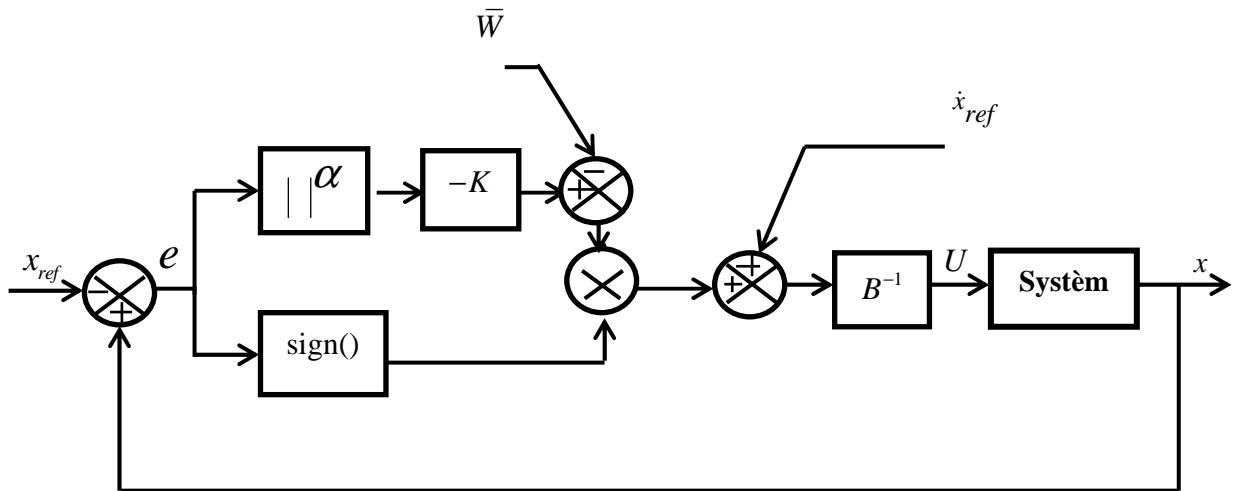 W̄
ẋ_ref
| |^α
−K
+ −
x_ref
e
− +
sign()
+ +
B⁻¹
U
Systèm
x